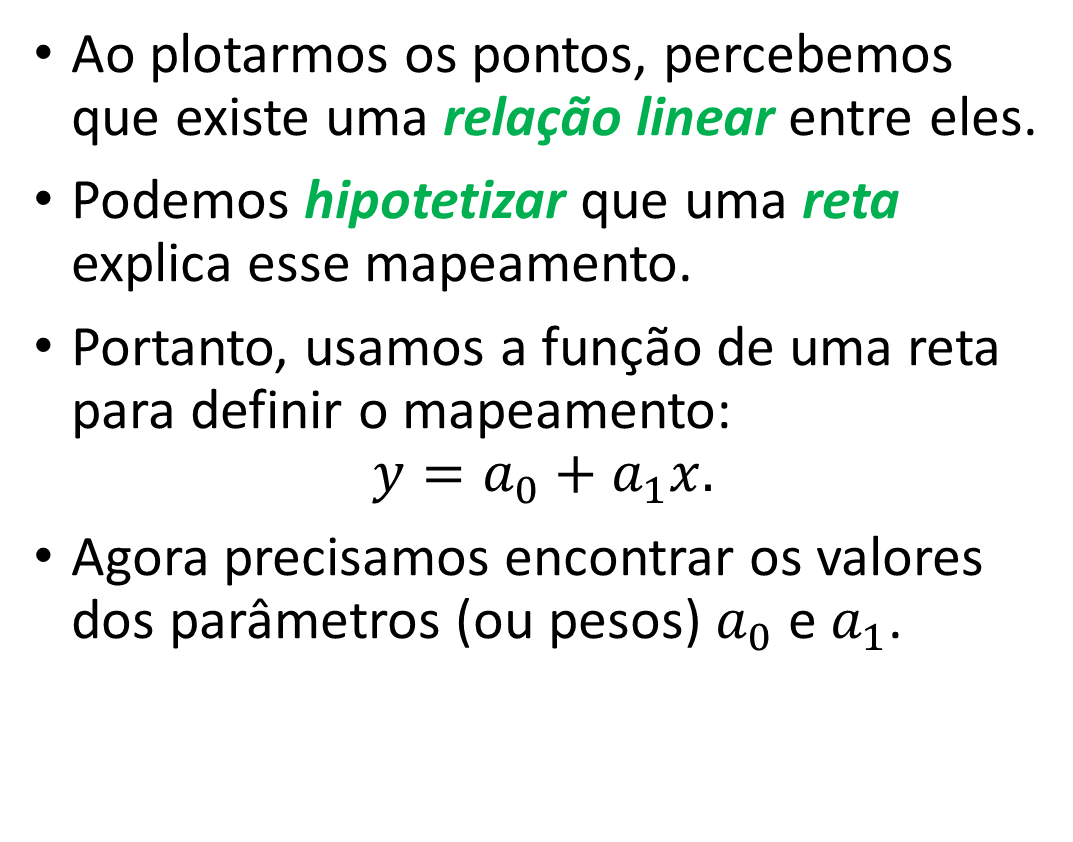 • Ao plotarmos os pontos, percebemos
que existe uma relação linear entre eles.
• Podemos hipotetizar que uma reta
explica esse mapeamento.
• Portanto, usamos a função de uma reta
para definir o mapeamento:
y = a₀ + a₁x.
• Agora precisamos encontrar os valores
dos parâmetros (ou pesos) a₀ e a₁.